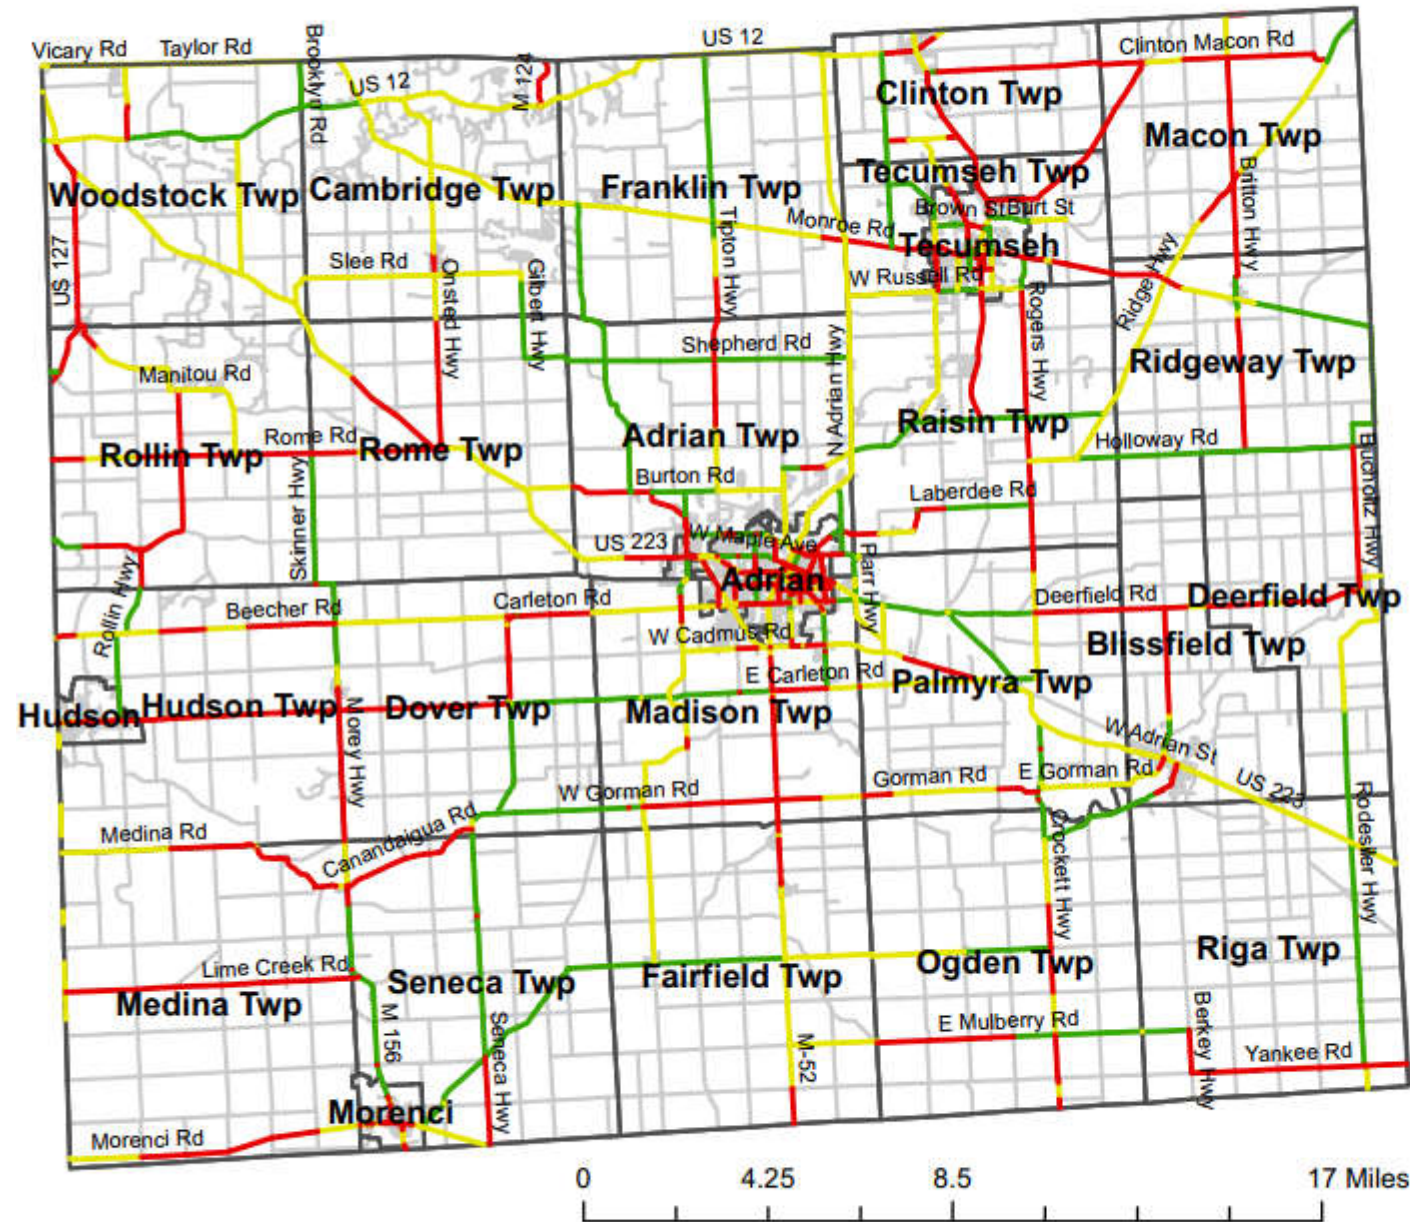 US 12
Vicary Rd
Taylor Rd
Brooklyn Rd
US 12
M 124
Clinton Macon Rd
Clinton Twp
Macon Twp
Tecumseh Twp
Woodstock Twp
Cambridge Twp
Franklin Twp
Britton Hwy
Brown St
Burt St
Monroe Rd
Tipton Hwy
Tecumseh
US 127
Slee Rd
Onsted Hwy
Gilbert Hwy
W Russell Rd
Rogers Hwy
Ridge Hwy
Shepherd Rd
N Adrian Hwy
Ridgeway Twp
Manitou Rd
Raisin Twp
Rome Rd
Adrian Twp
Holloway Rd
Rollin Twp
Rome Twp
Buchholtz Hwy
Burton Rd
Laberdee Rd
Skinner Hwy
US 223
W Maple Ave
Parr Hwy
Adrian
Rollin Hwy
Beecher Rd
Carleton Rd
Deerfield Rd
Deerfield Twp
W Cadmus Rd
Blissfield Twp
E Carleton Rd
Palmyra Twp
Hudson
Hudson Twp
Dover Twp
Madison Twp
Morey Hwy
W Adrian St
US 223
W Gorman Rd
Gorman Rd
E Gorman Rd
Medina Rd
Canandaigua Rd
Crockett Hwy
Rodesiler Hwy
Lime Creek Rd
Seneca Twp
Fairfield Twp
Ogden Twp
Riga Twp
Medina Twp
M 156
Seneca Hwy
M-52
E Mulberry Rd
Berkey Hwy
Yankee Rd
Morenci
Morenci Rd
0 4.25 8.5 17 Miles